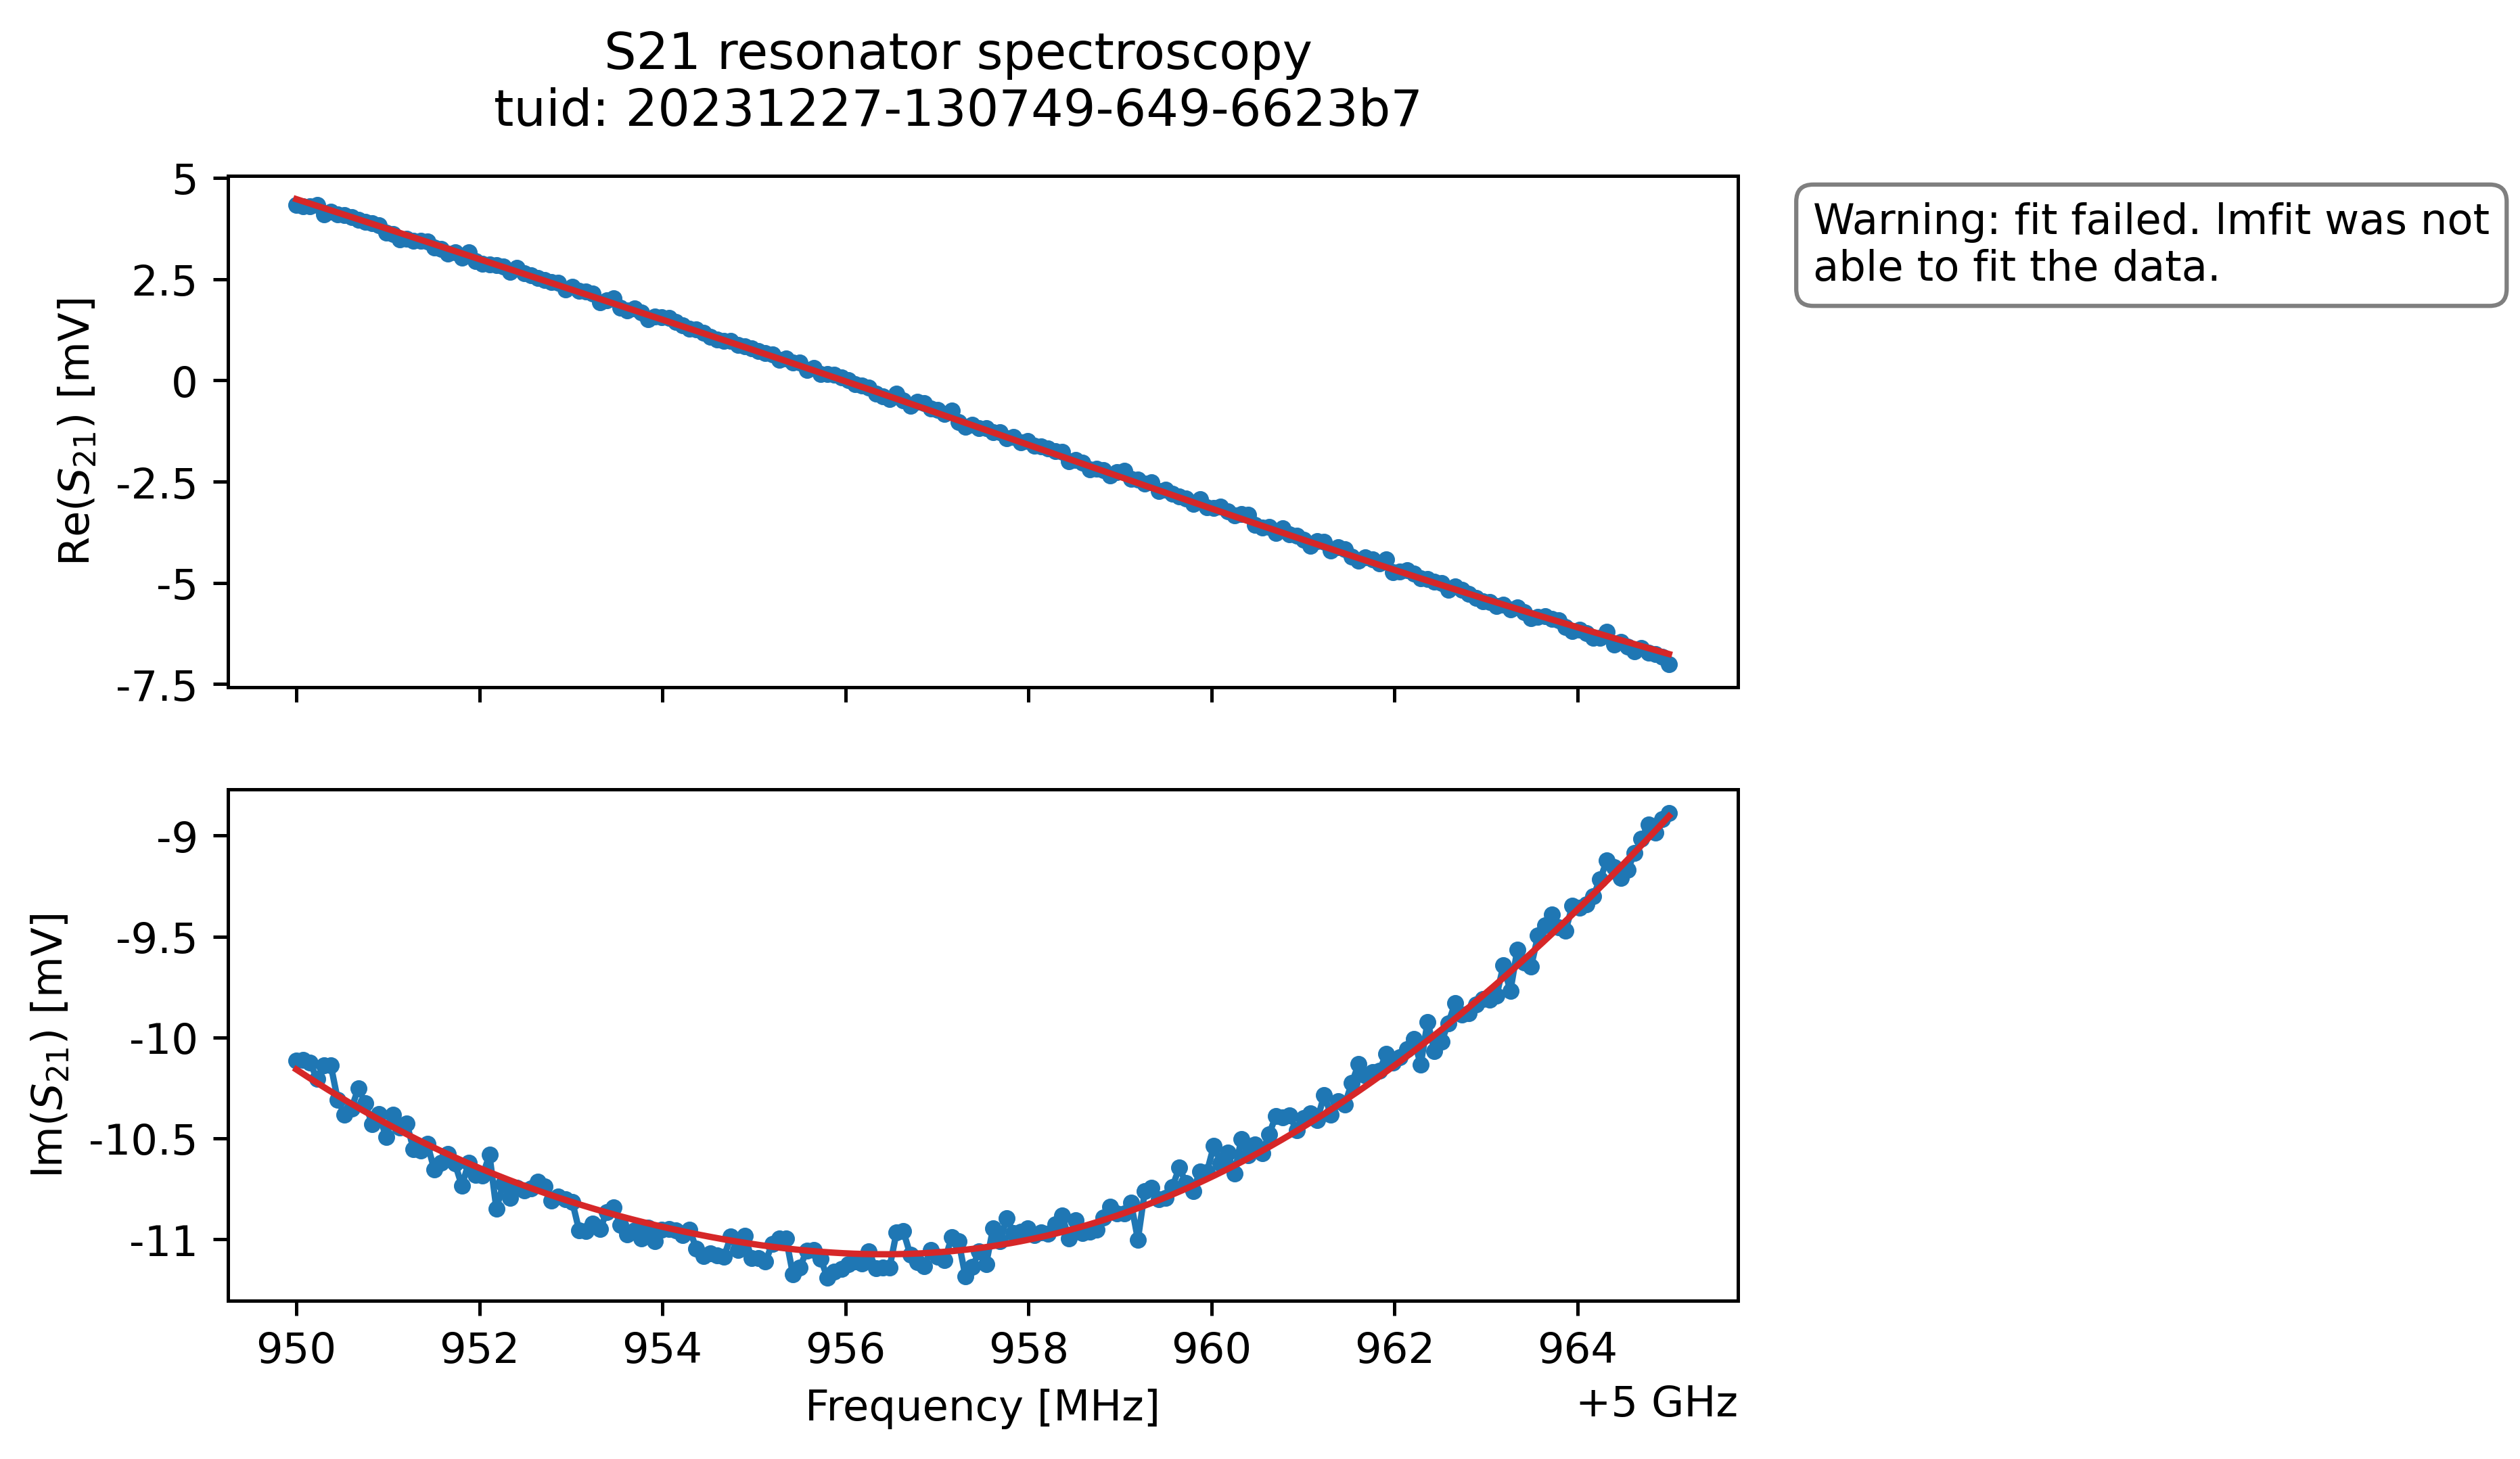 S21 resonator spectroscopy
tuid: 20231227-130749-649-6623b7
5
2.5
0
-2.5
-5
-7.5
Re(S₂₁) [mV]
Warning: fit failed. lmfit was not
able to fit the data.
-9
-9.5
-10
-10.5
-11
Im(S₂₁) [mV]
950 952 954 956 958 960 962 964
Frequency [MHz]
+5 GHz